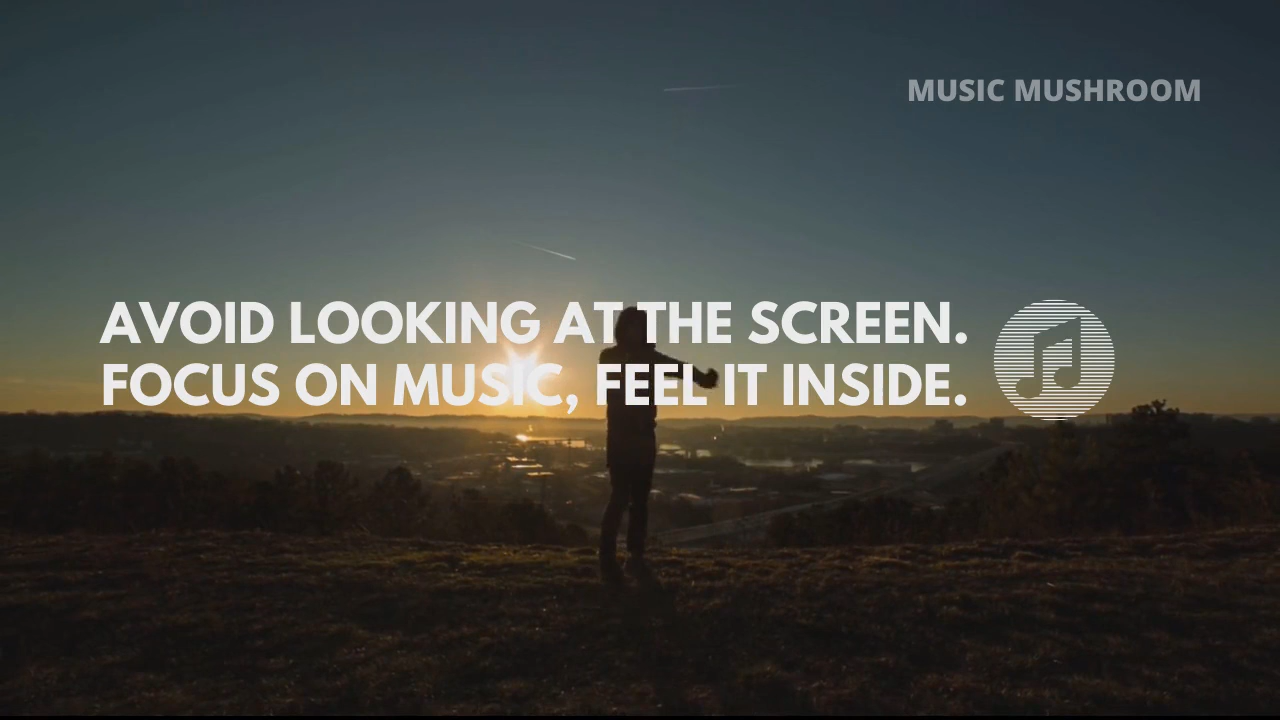 MUSIC MUSHROOM
AVOID LOOKING AT THE SCREEN.
FOCUS ON MUSIC, FEEL IT INSIDE.